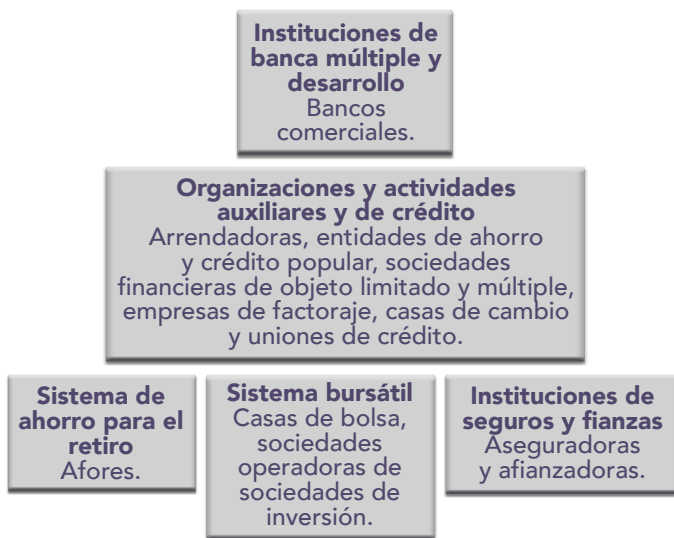 Instituciones de
banca múltiple y
desarrollo
Bancos
comerciales.
Organizaciones y actividades
auxiliares y de crédito
Arrendadoras, entidades de ahorro
y crédito popular, sociedades
financieras de objeto limitado y múltiple,
empresas de factoraje, casas de cambio
y uniones de crédito.
Sistema de
ahorro para el
retiro
Afores.
Sistema bursátil
Casas de bolsa,
sociedades
operadoras de
sociedades de
inversión.
Instituciones de
seguros y fianzas
Aseguradoras
y afianzadoras.